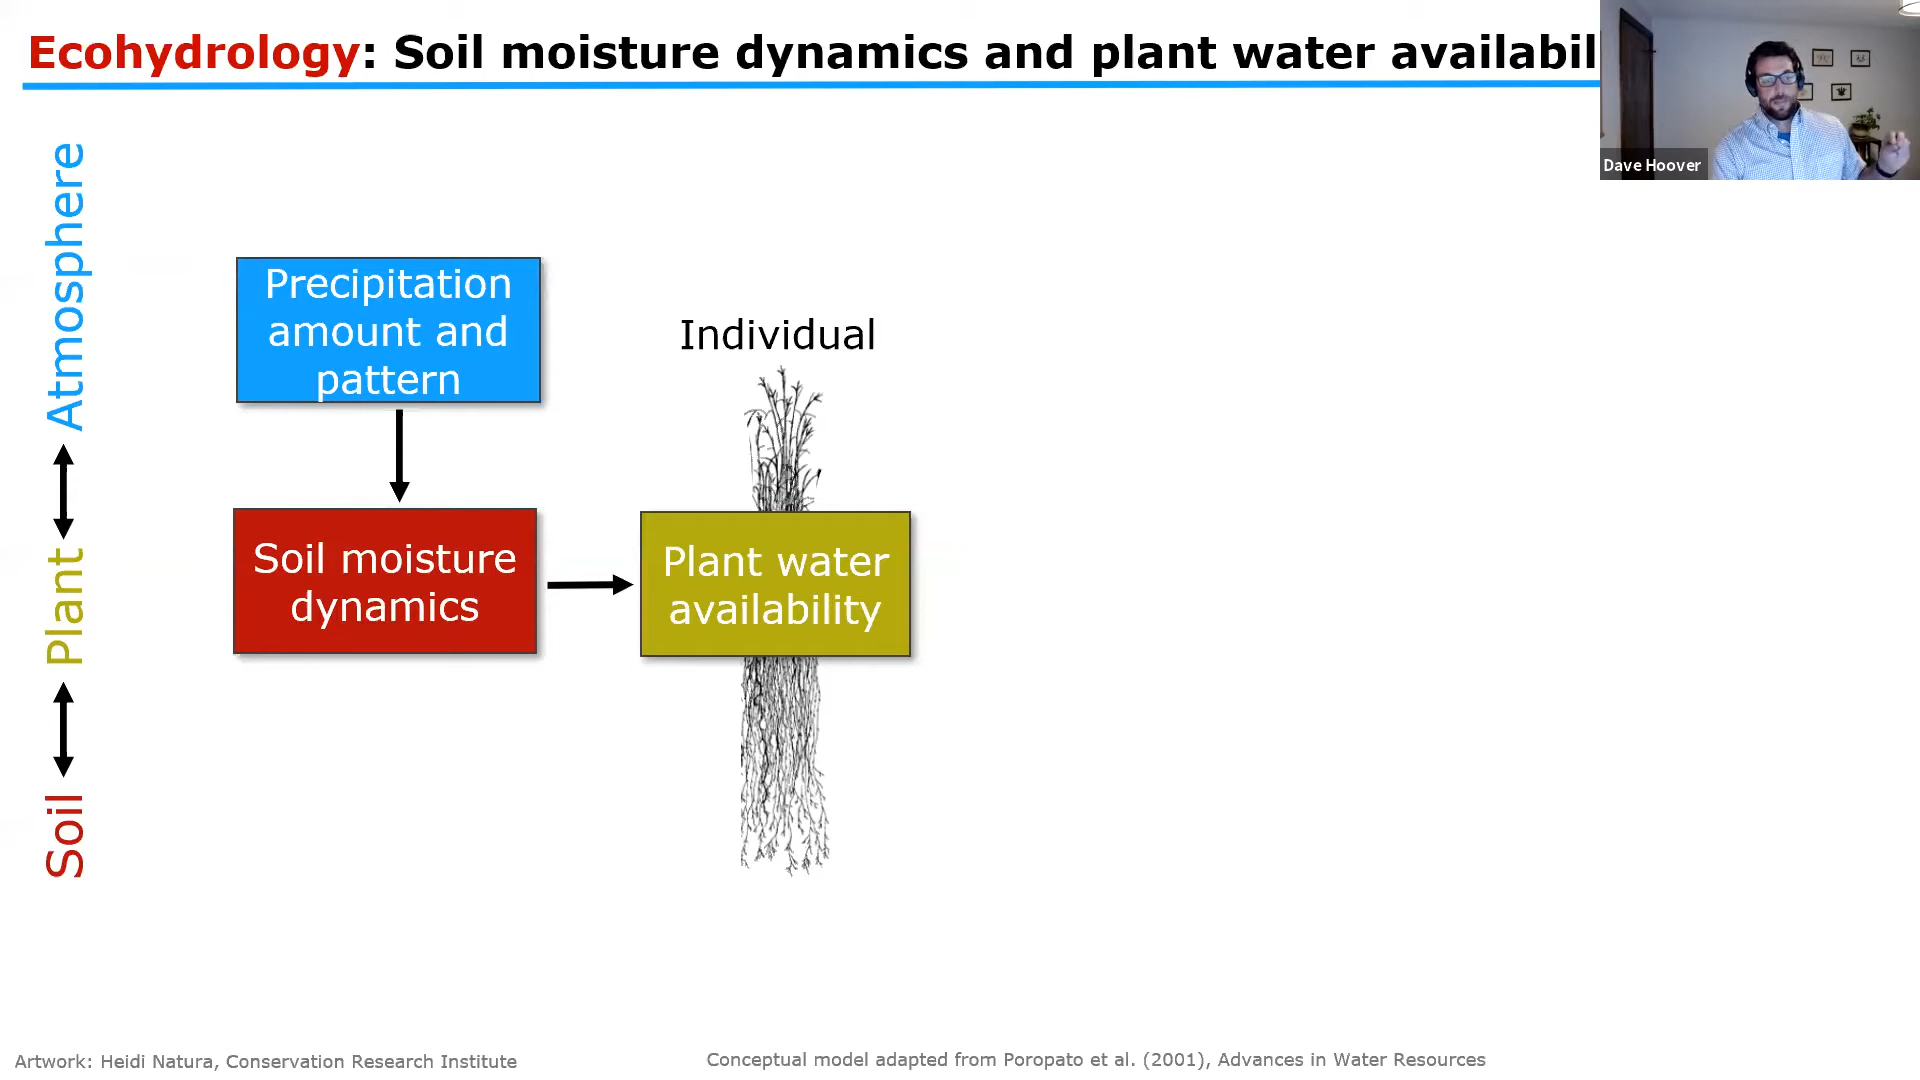 Ecohydrology: Soil moisture dynamics and plant water availabil
Dave Hoover
Atmosphere
Plant
Soil
Precipitation
amount and
pattern
Individual
Soil moisture
dynamics
Plant water
availability
Artwork: Heidi Natura, Conservation Research Institute
Conceptual model adapted from Poropato et al. (2001), Advances in Water Resources